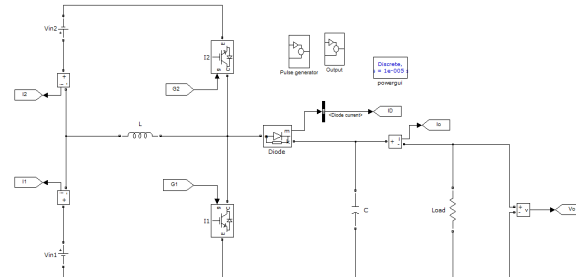 Vin2
I2
G2
I2
Pulse generator
Output
Discrete,
s = 1e-005 s
powergui
L
Diode
m
a
k
<Diode current>
ID
Io
I1
G1
I1
C
Load
Vin1
Vo